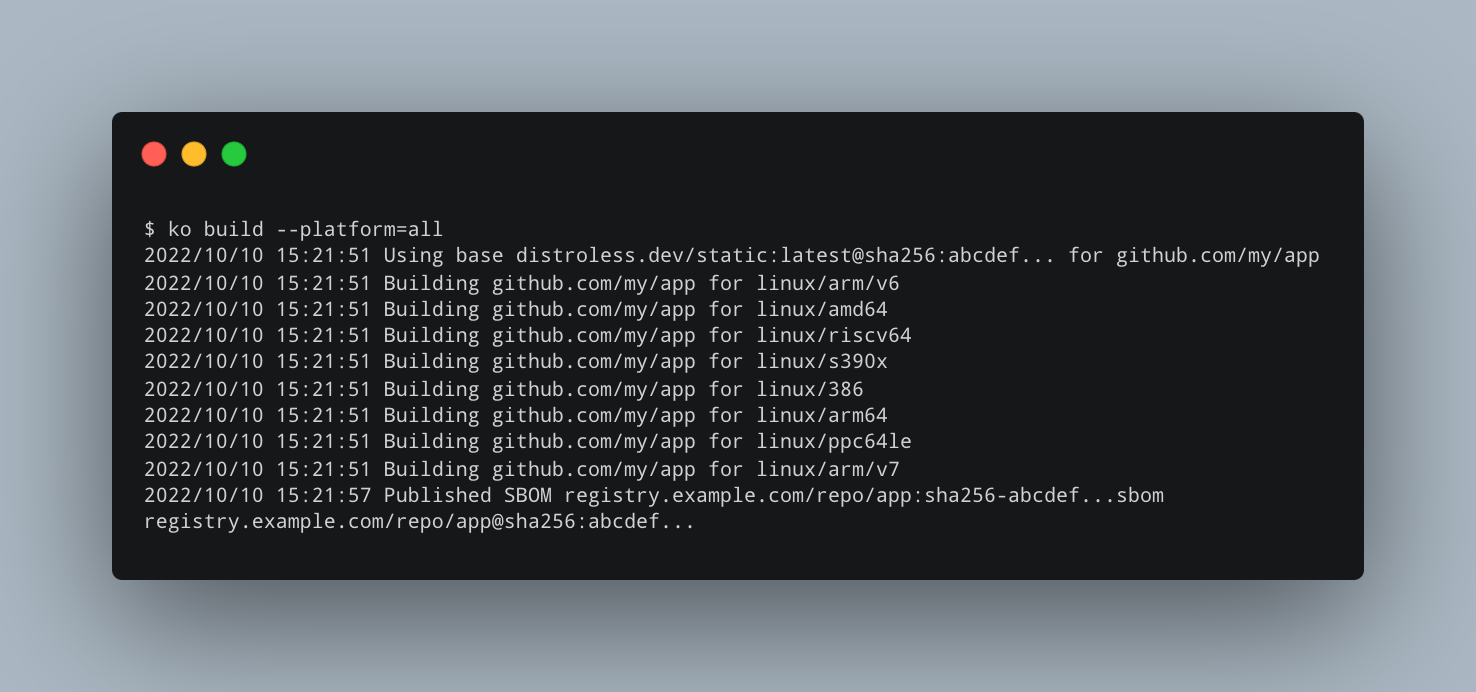 $ ko build --platform=all
2022/10/10 15:21:51 Using base distroless.dev/static:latest@sha256:abcdef... for github.com/my/app
2022/10/10 15:21:51 Building github.com/my/app for linux/arm/v6
2022/10/10 15:21:51 Building github.com/my/app for linux/amd64
2022/10/10 15:21:51 Building github.com/my/app for linux/riscv64
2022/10/10 15:21:51 Building github.com/my/app for linux/s390x
2022/10/10 15:21:51 Building github.com/my/app for linux/386
2022/10/10 15:21:51 Building github.com/my/app for linux/arm64
2022/10/10 15:21:51 Building github.com/my/app for linux/ppc64le
2022/10/10 15:21:51 Building github.com/my/app for linux/arm/v7
2022/10/10 15:21:57 Published SBOM registry.example.com/repo/app:sha256-abcdef...sbom
registry.example.com/repo/app@sha256:abcdef...